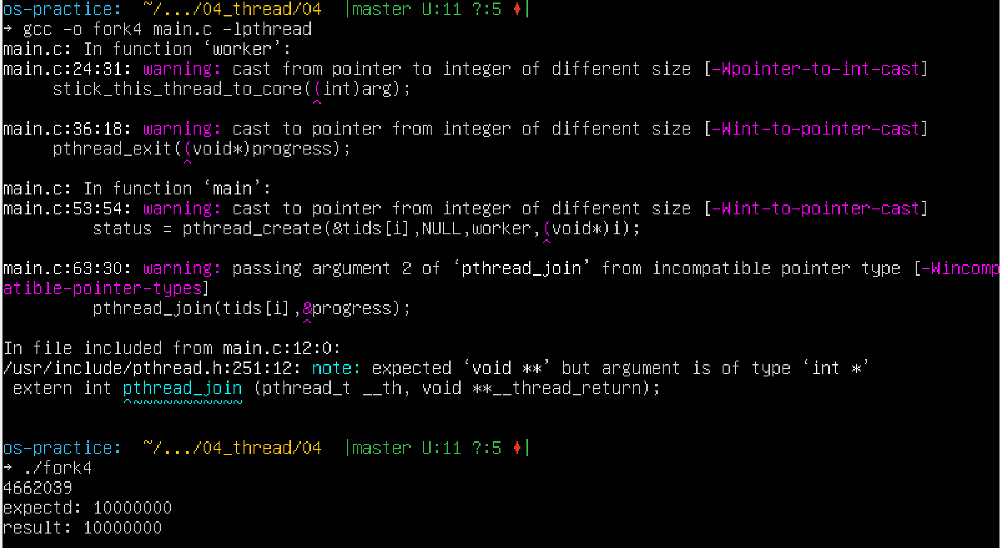 os-practice:  ~/.../04_thread/04  |master U:11 ?:5 ♦|
→ gcc -o fork4 main.c -lpthread
main.c: In function ‘worker’:
main.c:24:31: warning: cast from pointer to integer of different size [-Wpointer-to-int-cast]
     stick_this_thread_to_core((int)arg);
                               ^
main.c:36:18: warning: cast to pointer from integer of different size [-Wint-to-pointer-cast]
     pthread_exit((void*)progress);
                  ^
main.c: In function ‘main’:
main.c:53:54: warning: cast to pointer from integer of different size [-Wint-to-pointer-cast]
         status = pthread_create(&tids[i],NULL,worker,(void*)i);
                                                      ^
main.c:63:30: warning: passing argument 2 of ‘pthread_join’ from incompatible pointer type [-Wincomp
atible-pointer-types]
         pthread_join(tids[i],&progress);
                              ^
In file included from main.c:12:0:
/usr/include/pthread.h:251:12: note: expected ‘void **’ but argument is of type ‘int *’
 extern int pthread_join (pthread_t __th, void **__thread_return);
            ^~~~~~~~~~~~
os-practice:  ~/.../04_thread/04  |master U:11 ?:5 ♦|
→ ./fork4
4662039
expectd: 10000000
result: 10000000